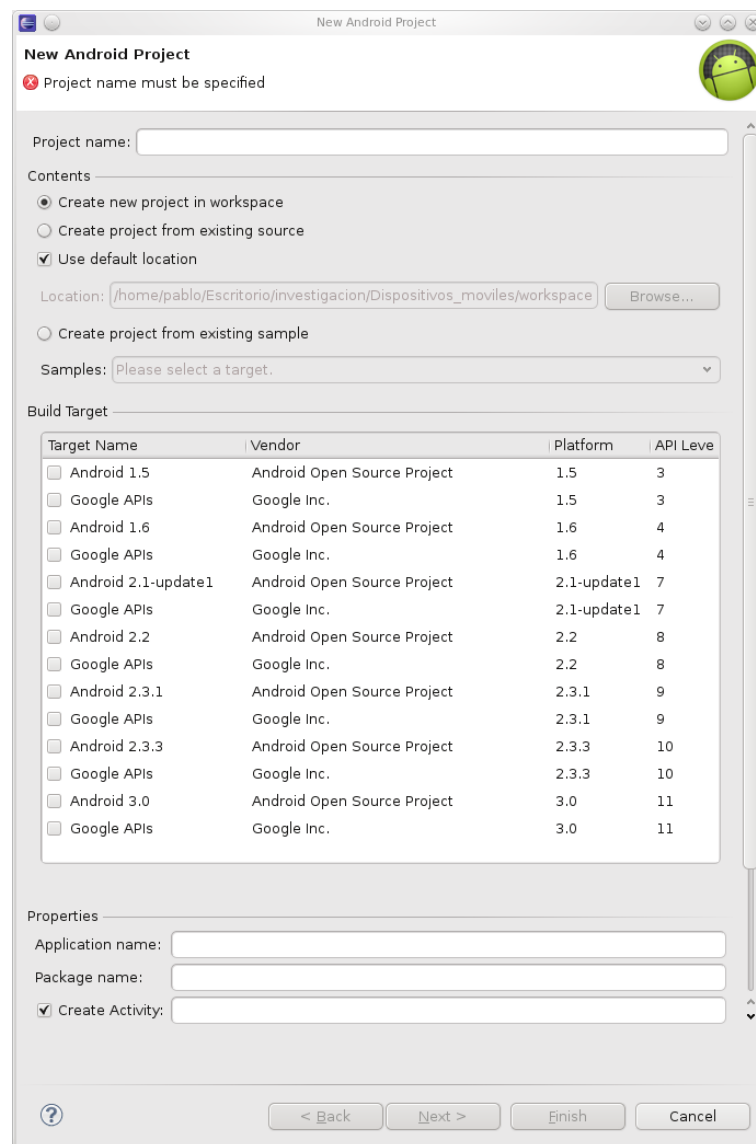 New Android Project
New Android Project
Project name must be specified
Project name:
Contents
Create new project in workspace
Create project from existing source
Use default location
Location: /home/pablo/Escritorio/investigacion/Dispositivos_moviles/workspace Browse...
Create project from existing sample
Samples: Please select a target.
Build Target
Target Name Vendor Platform API Leve
Android 1.5 Android Open Source Project 1.5 3
Google APIs Google Inc. 1.5 3
Android 1.6 Android Open Source Project 1.6 4
Google APIs Google Inc. 1.6 4
Android 2.1-update1 Android Open Source Project 2.1-update1 7
Google APIs Google Inc. 2.1-update1 7
Android 2.2 Android Open Source Project 2.2 8
Google APIs Google Inc. 2.2 8
Android 2.3.1 Android Open Source Project 2.3.1 9
Google APIs Google Inc. 2.3.1 9
Android 2.3.3 Android Open Source Project 2.3.3 10
Google APIs Google Inc. 2.3.3 10
Android 3.0 Android Open Source Project 3.0 11
Google APIs Google Inc. 3.0 11
Properties
Application name:
Package name:
Create Activity:
? < Back Next > Finish Cancel